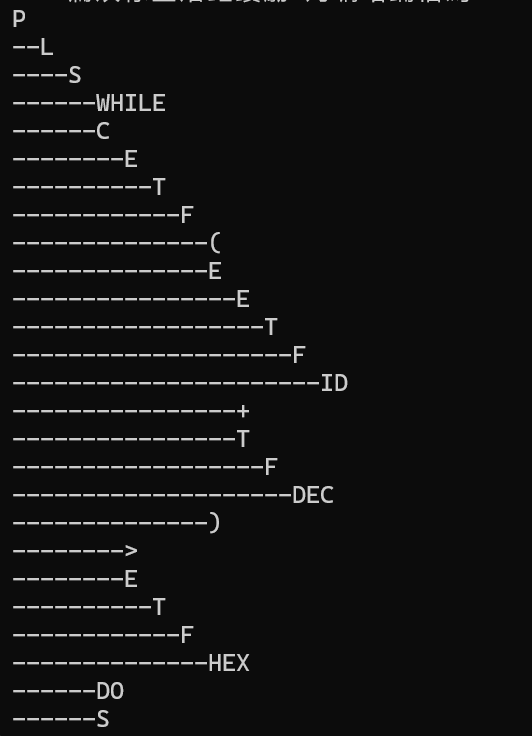 P
--L
----S
------WHILE
------C
--------E
----------T
------------F
--------------(
--------------E
----------------E
------------------T
--------------------F
----------------------ID
----------------+
----------------T
------------------F
--------------------DEC
--------------)
-------->
--------E
----------T
------------F
--------------HEX
------DO
------S